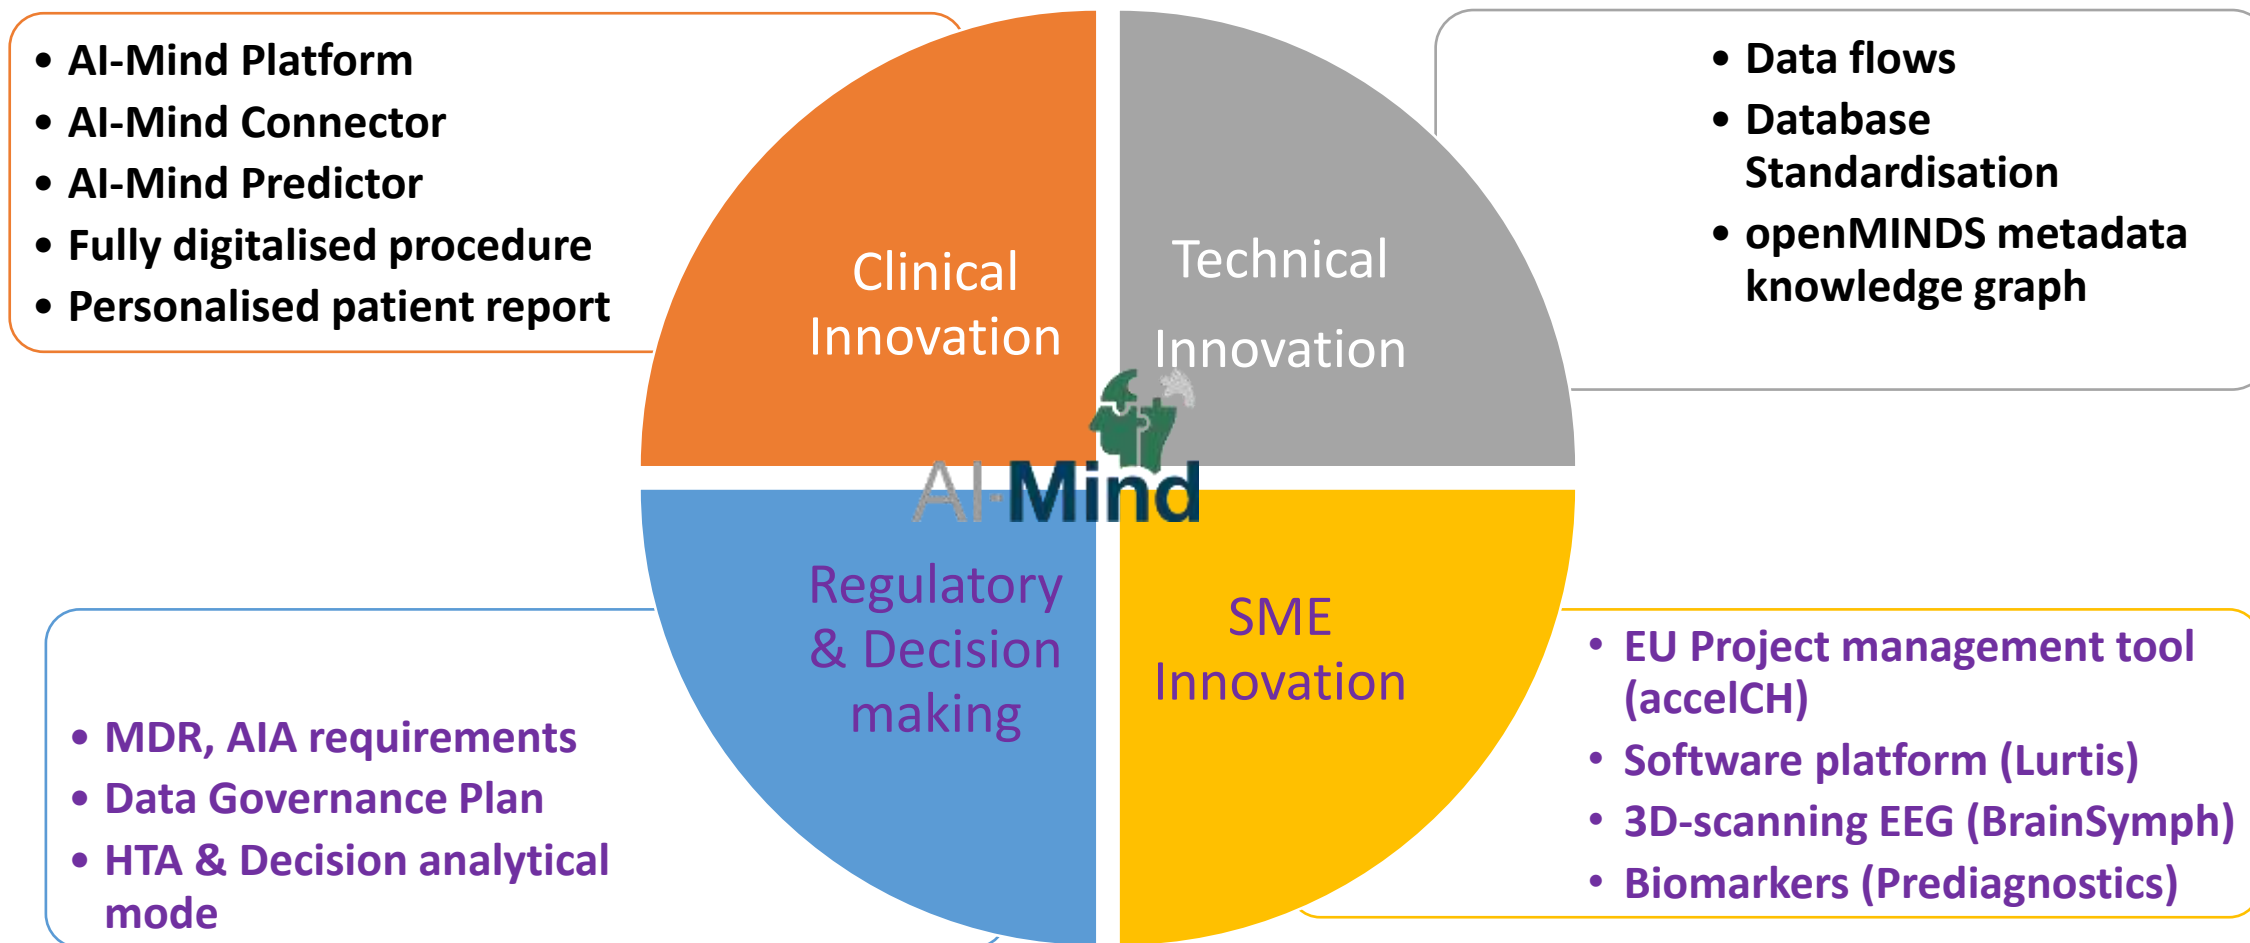 • AI-Mind Platform
• AI-Mind Connector
• AI-Mind Predictor
• Fully digitalised procedure
• Personalised patient report
Clinical
Innovation
Technical
Innovation
• Data flows
• Database
Standardisation
• openMINDS metadata
knowledge graph
AI-Mind
Regulatory
& Decision
making
SME
Innovation
• MDR, AIA requirements
• Data Governance Plan
• HTA & Decision analytical
mode
• EU Project management tool
(accelCH)
• Software platform (Lurtis)
• 3D-scanning EEG (BrainSymph)
• Biomarkers (Prediagnostics)